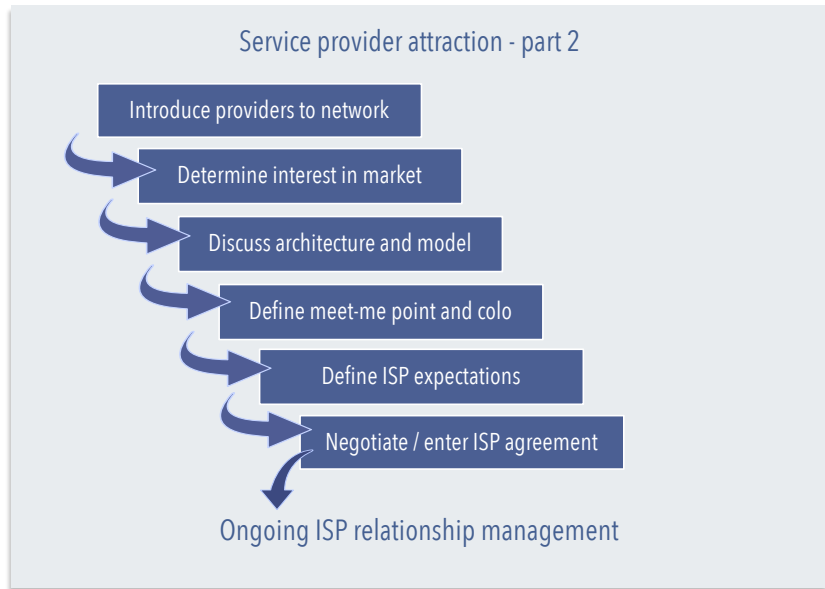 Service provider attraction - part 2
Introduce providers to network
Determine interest in market
Discuss architecture and model
Define meet-me point and colo
Define ISP expectations
Negotiate / enter ISP agreement
Ongoing ISP relationship management